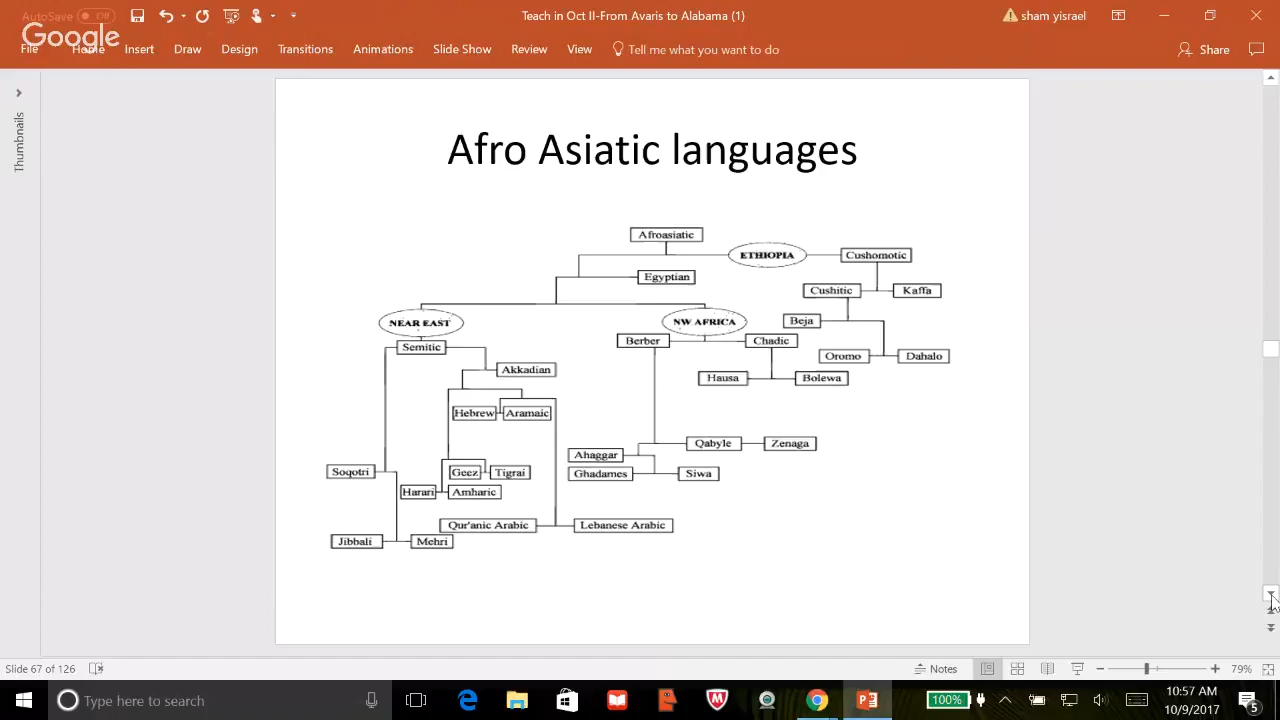 AutoSave Off
Teach in Oct II-From Avaris to Alabama (1)
sham yisrael
Google
File Home Insert Draw Design Transitions Animations Slide Show Review View Tell me what you want to do
Share
Thumbnails
Afro Asiatic languages
Afroasiatic
ETHIOPIA
Cushomotic
Egyptian
Cushitic
Kaffa
NEAR EAST
NW AFRICA
Beja
Semitic
Berber
Chadic
Oromo
Dahalo
Akkadian
Hausa
Bolewa
Hebrew
Aramaic
Qabyle
Zenaga
Ahaggar
Soqotri
Geez
Tigrai
Ghadames
Siwa
Harari
Amharic
Qur'anic Arabic
Lebanese Arabic
Jibbali
Mehri
Slide 67 of 126
Notes
79%
Type here to search
100%
10:57 AM
10/9/2017
5